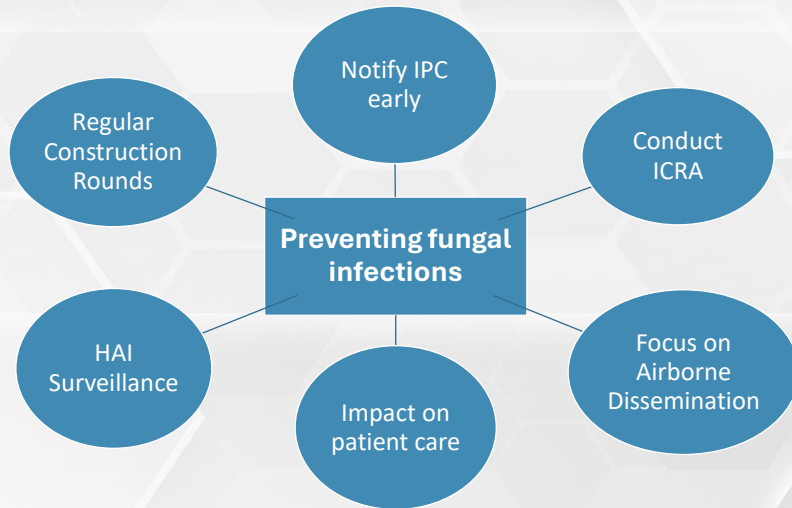 Notify IPC
early
Regular
Construction
Rounds
Conduct
ICRA
Preventing fungal
infections
HAI
Surveillance
Impact on
patient care
Focus on
Airborne
Dissemination